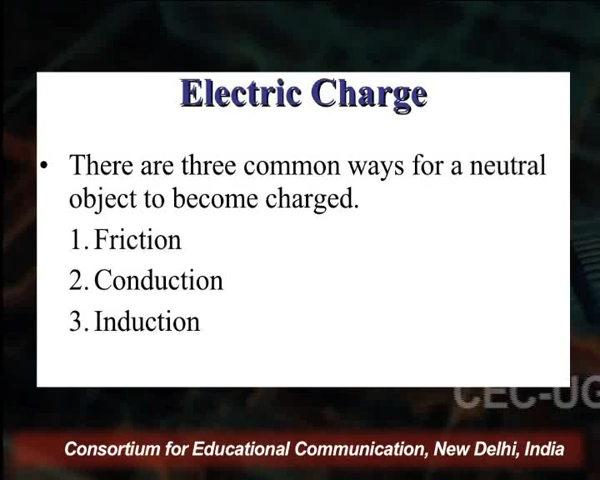 Electric Charge
• There are three common ways for a neutral
object to become charged.
1. Friction
2. Conduction
3. Induction
CEC-UG
Consortium for Educational Communication, New Delhi, India